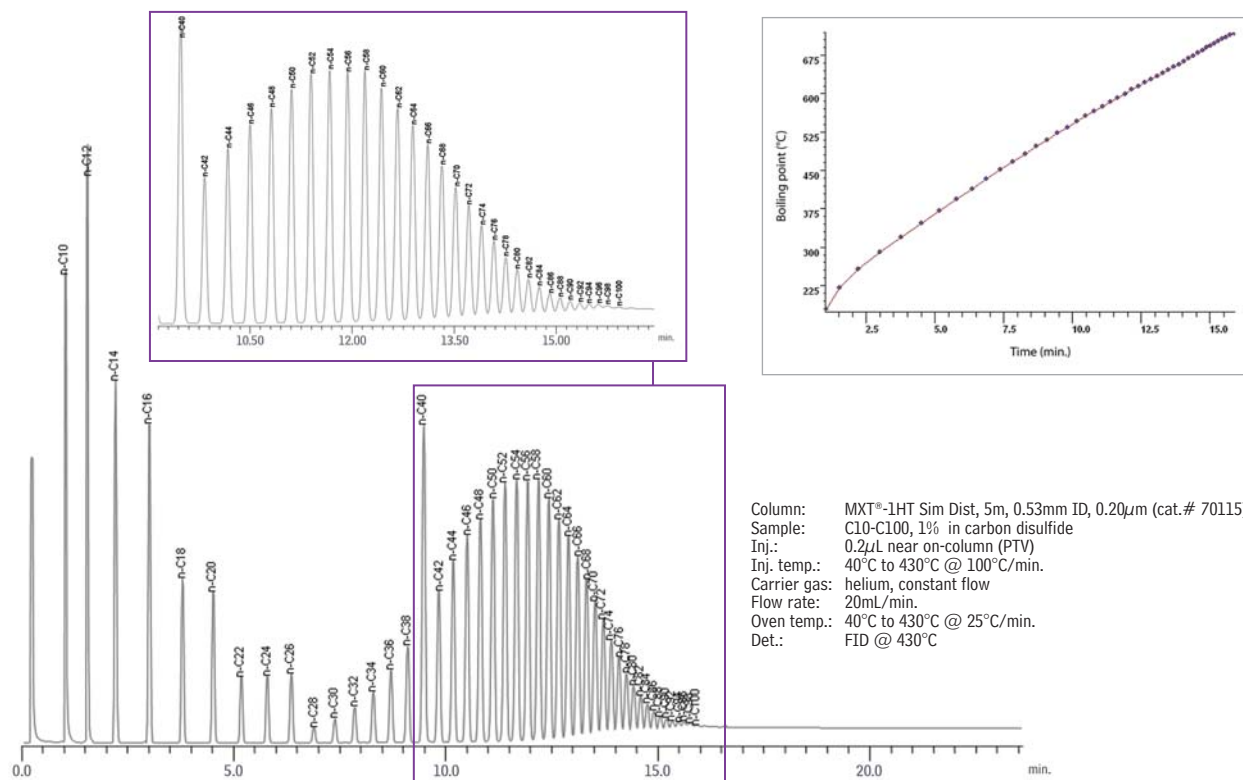 n-C40
n-C42
n-C44
n-C46
n-C48
n-C50
n-C52
n-C54
n-C56
n-C58
n-C60
n-C62
n-C64
n-C66
n-C68
n-C70
n-C72
n-C74
n-C76
n-C78
n-C80
n-C82
n-C84
n-C86
n-C88
n-C90
n-C92
n-C94
n-C96
n-C98
n-C100
10.50 12.00 13.50 15.00 min.
Boiling point (°C)
675
600
525
450
375
300
225
2.5 5.0 7.5 10.0 12.5 15.0
Time (min.)
n-C10
n-C12
n-C14
n-C16
n-C18
n-C20
n-C22
n-C24
n-C26
n-C28
n-C30
n-C32
n-C34
n-C36
n-C38
n-C40
n-C42
n-C44
n-C46
n-C48
n-C50
n-C52
n-C54
n-C56
n-C58
n-C60
n-C62
n-C64
n-C66
n-C68
n-C70
n-C72
n-C74
n-C76
n-C78
n-C80
n-C82
n-C84
n-C86
n-C100
0.0 5.0 10.0 15.0 20.0 min.
Column: MXT®-1HT Sim Dist, 5m, 0.53mm ID, 0.20µm (cat.# 70115
Sample: C10-C100, 1% in carbon disulfide
Inj.: 0.2µL near on-column (PTV)
Inj. temp.: 40°C to 430°C @ 100°C/min.
Carrier gas: helium, constant flow
Flow rate: 20mL/min.
Oven temp.: 40°C to 430°C @ 25°C/min.
Det.: FID @ 430°C